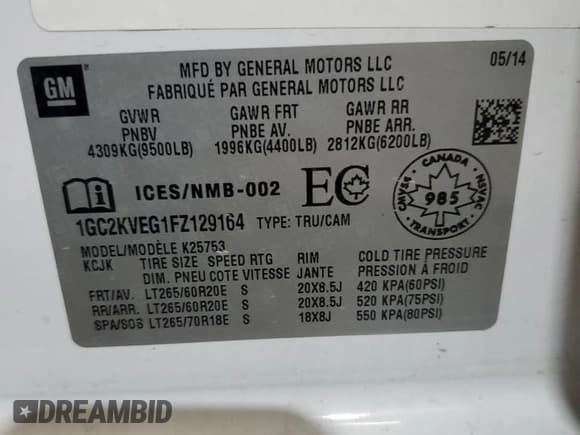 GM ®
MFD BY GENERAL MOTORS LLC 05/14
FABRIQUÉ PAR GENERAL MOTORS LLC
GVWR GAWR FRT GAWR RR
PNBV PNBE AV. PNBE ARR.
4309KG(9500LB) 1996KG(4400LB) 2812KG(6200LB)
i ICES/NMB-002 EC
CANADA
NSVAC
985
TRANSPORT
NSVAC
1GC2KVEG1FZ129164 TYPE: TRU/CAM
MODEL/MODÈLE K25753
KCJK TIRE SIZE SPEED RTG RIM COLD TIRE PRESSURE
DIM. PNEU COTE VITESSE JANTE PRESSION À FROID
FRT/AV. LT265/60R20E S 20X8.5J 420 KPA(60PSI)
RR/ARR. LT265/60R20E S 20X8.5J 520 KPA(75PSI)
SPA/SOS LT265/70R18E S 18X8J 550 KPA(80PSI)
DREAMBID